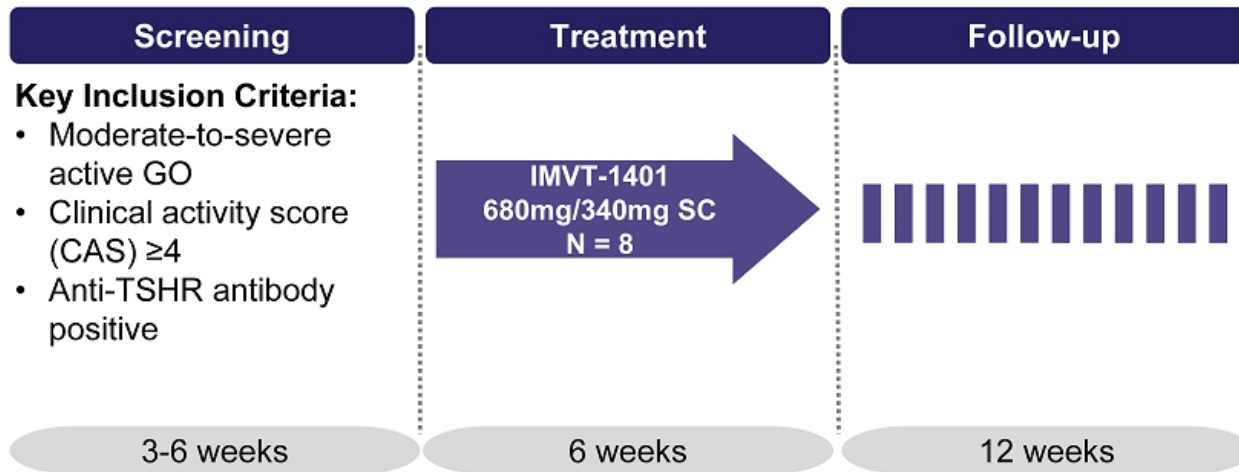 Screening
Treatment
Follow-up
Key Inclusion Criteria:
• Moderate-to-severe
active GO
• Clinical activity score
(CAS) ≥4
• Anti-TSHR antibody
positive
IMVT-1401
680mg/340mg SC
N = 8
3-6 weeks
6 weeks
12 weeks